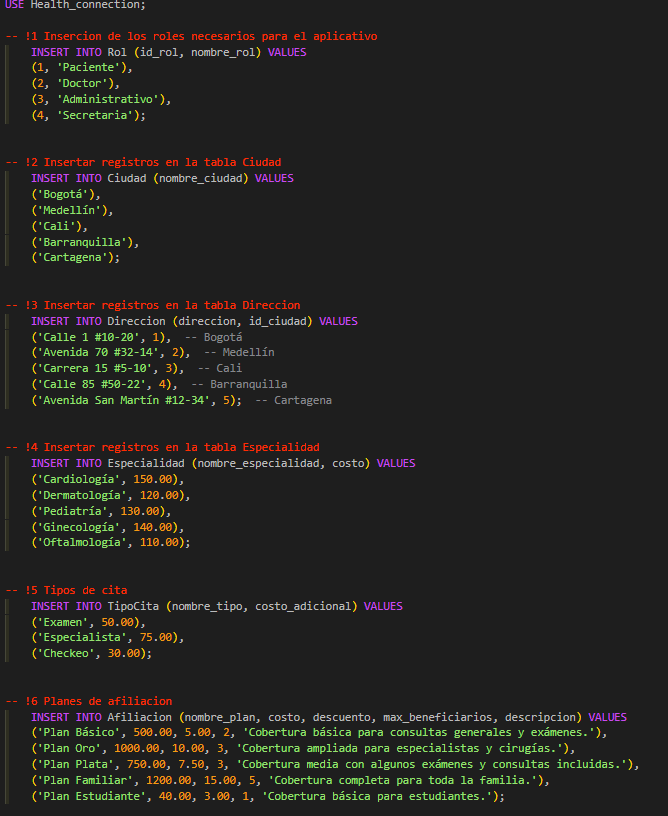 USE Health_connection;
-- !1 Insercion de los roles necesarios para el aplicativo
INSERT INTO Rol (id_rol, nombre_rol) VALUES
(1, 'Paciente'),
(2, 'Doctor'),
(3, 'Administrativo'),
(4, 'Secretaria');
-- !2 Insertar registros en la tabla Ciudad
INSERT INTO Ciudad (nombre_ciudad) VALUES
('Bogotá'),
('Medellín'),
('Cali'),
('Barranquilla'),
('Cartagena');
-- !3 Insertar registros en la tabla Direccion
INSERT INTO Direccion (direccion, id_ciudad) VALUES
('Calle 1 #10-20', 1),  -- Bogotá
('Avenida 70 #32-14', 2),  -- Medellín
('Carrera 15 #5-10', 3),  -- Cali
('Calle 85 #50-22', 4),  -- Barranquilla
('Avenida San Martín #12-34', 5);  -- Cartagena
-- !4 Insertar registros en la tabla Especialidad
INSERT INTO Especialidad (nombre_especialidad, costo) VALUES
('Cardiología', 150.00),
('Dermatología', 120.00),
('Pediatría', 130.00),
('Ginecología', 140.00),
('Oftalmología', 110.00);
-- !5 Tipos de cita
INSERT INTO TipoCita (nombre_tipo, costo_adicional) VALUES
('Examen', 50.00),
('Especialista', 75.00),
('Checkeo', 30.00);
-- !6 Planes de afiliacion
INSERT INTO Afiliacion (nombre_plan, costo, descuento, max_beneficiarios, descripcion) VALUES
('Plan Básico', 500.00, 5.00, 2, 'Cobertura básica para consultas generales y exámenes.'),
('Plan Oro', 1000.00, 10.00, 3, 'Cobertura ampliada para especialistas y cirugías.'),
('Plan Plata', 750.00, 7.50, 3, 'Cobertura media con algunos exámenes y consultas incluidas.'),
('Plan Familiar', 1200.00, 15.00, 5, 'Cobertura completa para toda la familia.'),
('Plan Estudiante', 40.00, 3.00, 1, 'Cobertura básica para estudiantes.');